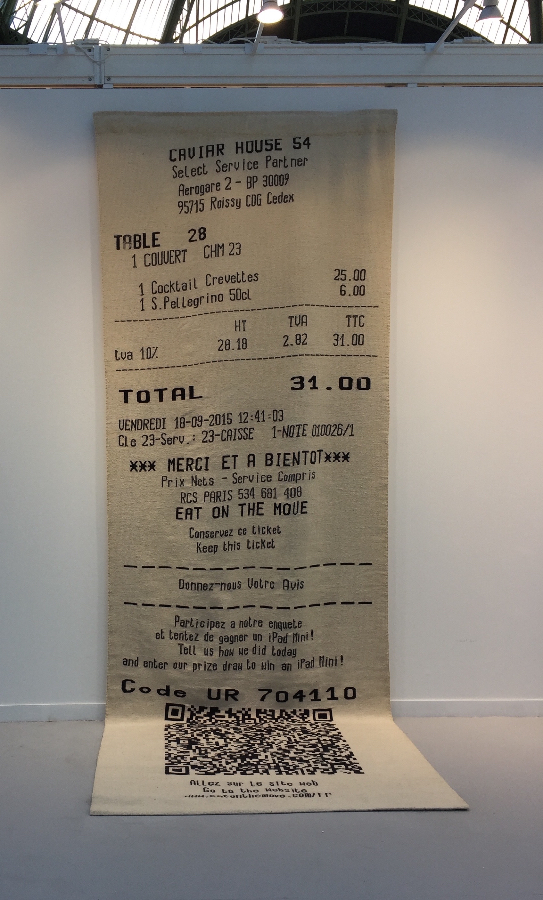 CAVIAR HOUSE S4
Select Service Partner
Aerogare 2 - BP 30009
95715 Roissy CDG Cedex
TABLE 28
1 COUVERT CHM 23
1 Cocktail Crevettes 25.00
1 S.Pellegrino 50cl 6.00
HT TVA TTC
tva 10% 28.18 2.82 31.00
TOTAL 31.00
VENDREDI 18-09-2015 12:41:03
Cle 23-Serv.: 23-CAISSE 1-NOTE 010026/1
*** MERCI ET A BIENTOT***
Prix Nets - Service Compris
RCS PARIS 534 681 408
EAT ON THE MOVE
Conservez ce ticket
Keep this ticket
Donnez-nous Votre Avis
Participez a notre enquete
et tentez de gagner un iPad Mini!
Tell us how we did today
and enter our prize draw to win an iPad Mini!
Code UR 704110
Allez sur le site web
Go to the website